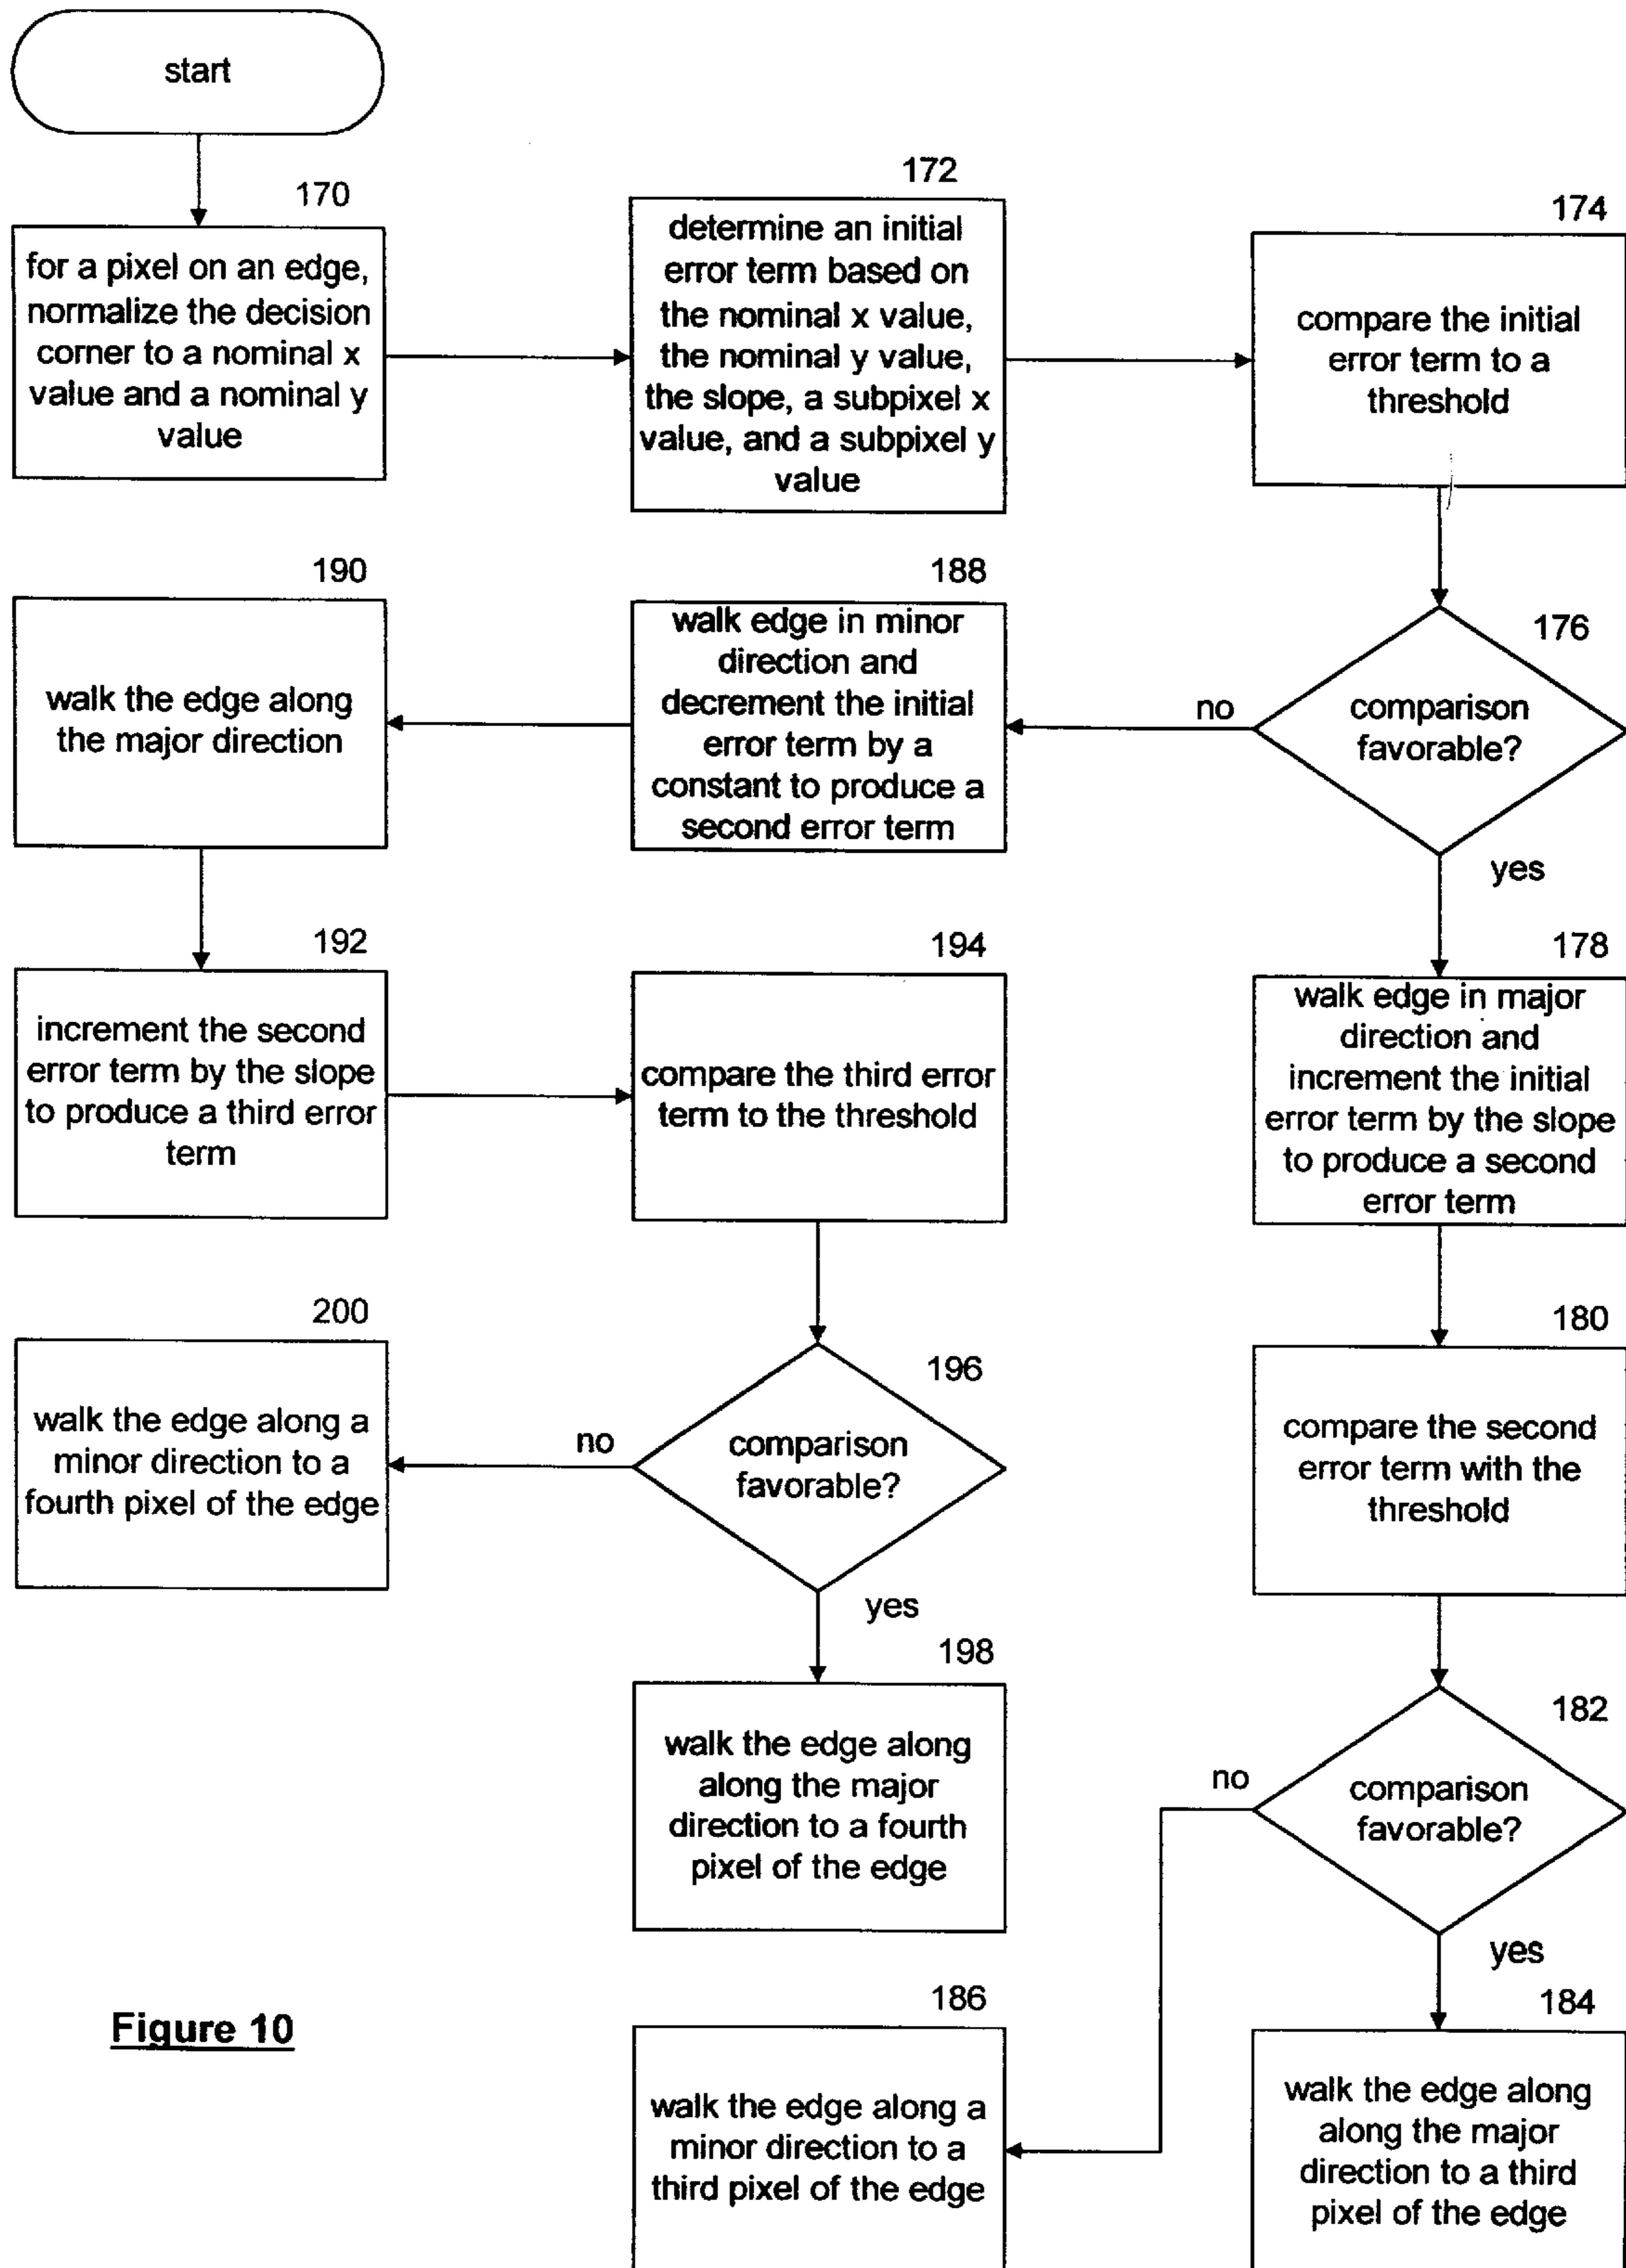 start
170
for a pixel on an edge,
normalize the decision
corner to a nominal x
value and a nominal y
value
172
determine an initial
error term based on
the nominal x value,
the nominal y value,
the slope, a subpixel x
value, and a subpixel y
value
174
compare the initial
error term to a
threshold
176
comparison
favorable?
no
yes
188
walk edge in minor
direction and
decrement the initial
error term by a
constant to produce a
second error term
190
walk the edge along
the major direction
192
increment the second
error term by the slope
to produce a third error
term
194
compare the third error
term to the threshold
178
walk edge in major
direction and
increment the initial
error term by the slope
to produce a second
error term
180
compare the second
error term with the
threshold
196
comparison
favorable?
no
yes
200
walk the edge along a
minor direction to a
fourth pixel of the edge
198
walk the edge along
along the major
direction to a fourth
pixel of the edge
182
comparison
favorable?
no
yes
186
walk the edge along a
minor direction to a
third pixel of the edge
184
walk the edge along
along the major
direction to a third
pixel of the edge
Figure 10